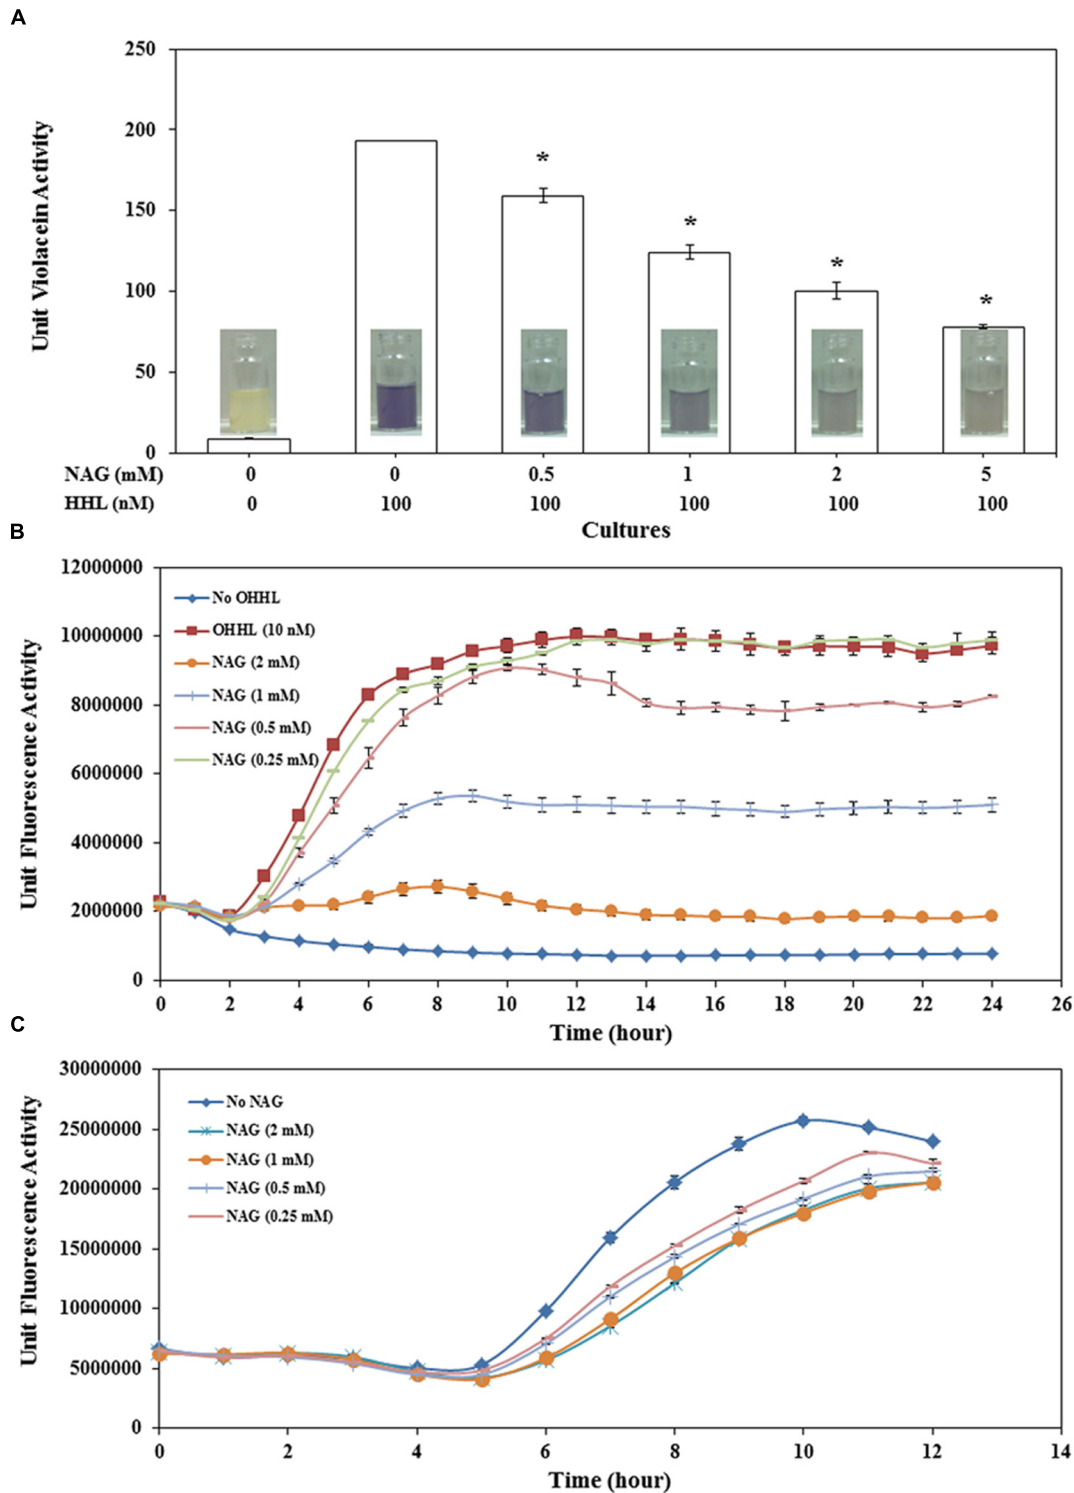 A
250
200
150
100
50
0
Unit Violacein Activity
*
*
*
*
NAG (mM) 0 0 0.5 1 2 5
HHL (nM) 0 100 100 100 100 100
Cultures
B
12000000
10000000
8000000
6000000
4000000
2000000
0
Unit Fluorescence Activity
No OHHL
OHHL (10 nM)
NAG (2 mM)
NAG (1 mM)
NAG (0.5 mM)
NAG (0.25 mM)
0 2 4 6 8 10 12 14 16 18 20 22 24 26
Time (hour)
C
30000000
25000000
20000000
15000000
10000000
5000000
0
Unit Fluorescence Activity
No NAG
NAG (2 mM)
NAG (1 mM)
NAG (0.5 mM)
NAG (0.25 mM)
0 2 4 6 8 10 12 14
Time (hour)